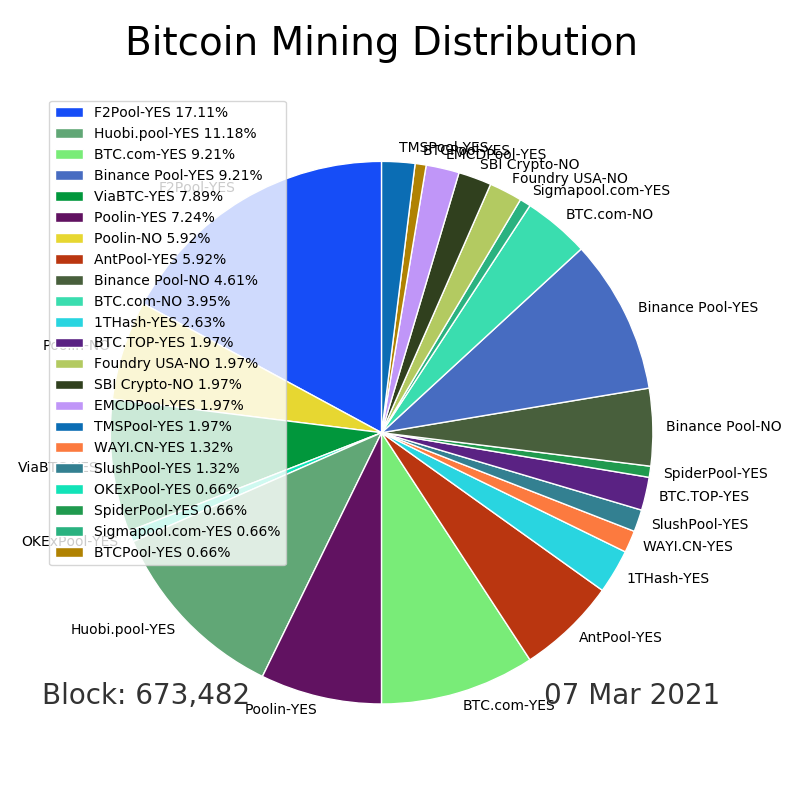 Bitcoin Mining Distribution
F2Pool-YES 17.11%
Huobi.pool-YES 11.18%
BTC.com-YES 9.21%
Binance Pool-YES 9.21%
ViaBTC-YES 7.89%
Poolin-YES 7.24%
Poolin-NO 5.92%
AntPool-YES 5.92%
Binance Pool-NO 4.61%
BTC.com-NO 3.95%
1THash-YES 2.63%
BTC.TOP-YES 1.97%
Foundry USA-NO 1.97%
SBI Crypto-NO 1.97%
EMCDPool-YES 1.97%
TMSPool-YES 1.97%
WAYI.CN-YES 1.32%
SlushPool-YES 1.32%
OKExPool-YES 0.66%
SpiderPool-YES 0.66%
Sigmapool.com-YES 0.66%
BTCPool-YES 0.66%
TMSPool-YES
BTCPool-YES
EMCDPool-YES
SBI Crypto-NO
Foundry USA-NO
Sigmapool.com-YES
BTC.com-NO
Binance Pool-YES
Binance Pool-NO
SpiderPool-YES
BTC.TOP-YES
SlushPool-YES
WAYI.CN-YES
1THash-YES
AntPool-YES
BTC.com-YES
Poolin-YES
Huobi.pool-YES
OKExPool-YES
ViaBTC-YES
Poolin-NO
F2Pool-YES
Block: 673,482
07 Mar 2021